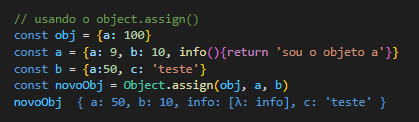 // usando o object.assign()
const obj = {a: 100}
const a = {a: 9, b: 10, info(){return 'sou o objeto a'}}
const b = {a:50, c: 'teste'}
const novoObj = Object.assign(obj, a, b)
novoObj { a: 50, b: 10, info: [λ: info], c: 'teste' }